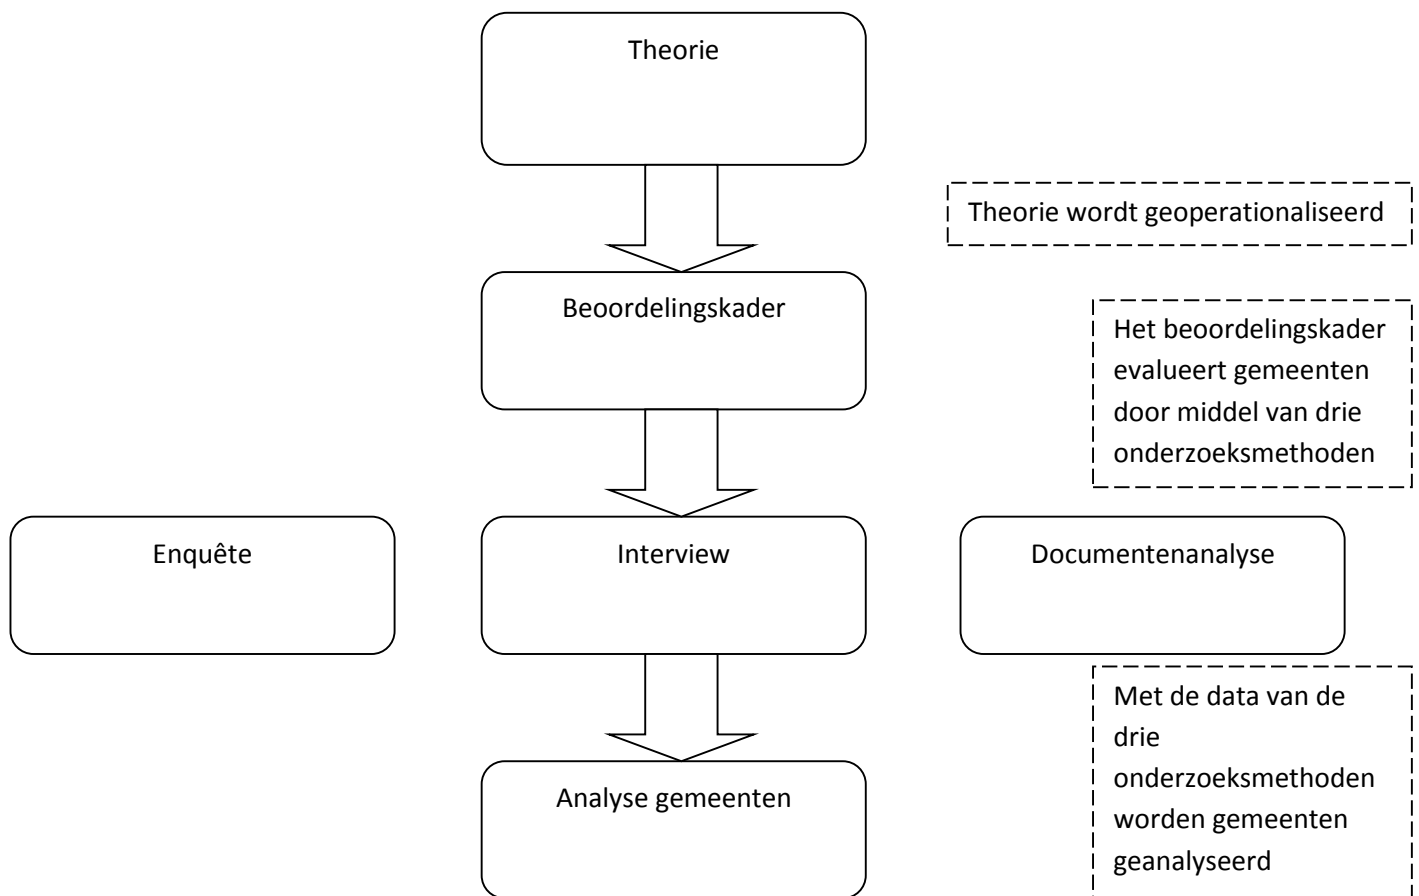 Theorie
Theorie wordt geoperationaliseerd
Beoordelingskader
Het beoordelingskader
evalueert gemeenten
door middel van drie
onderzoeksmethoden
Enquête
Interview
Documentenanalyse
Met de data van de
drie
onderzoeksmethoden
worden gemeenten
geanalyseerd
Analyse gemeenten